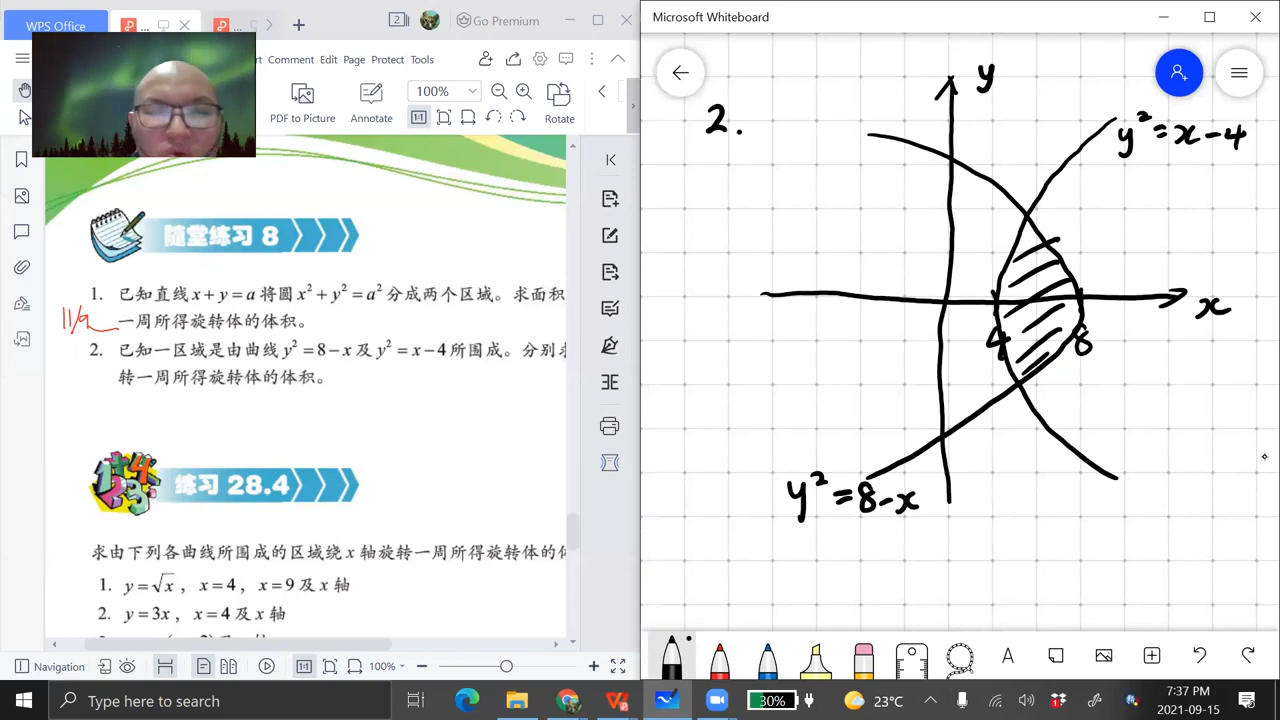 WPS Office
2
Go Premium
Comment Edit Page Protect Tools
PDF to Picture
Annotate
100%
Rotate
随堂练习 8
1. 已知直线 x+y=a 将圆 x²+y²=a² 分成两个区域。求面积
一周所得旋转体的体积。
2. 已知一区域是由曲线 y²=8-x 及 y²=x-4 所围成。分别
转一周所得旋转体的体积。
练习 28.4
求由下列各曲线所围成的区域绕 x 轴旋转一周所得旋转体的
1. y=√x, x=4, x=9 及 x 轴
2. y=3x, x=4 及 x 轴
Navigation
100%
Microsoft Whiteboard
2.
y
y²=x-4
x
4
8
y²=8-x
Type here to search
30%
23°C
7:37 PM
2021-09-15